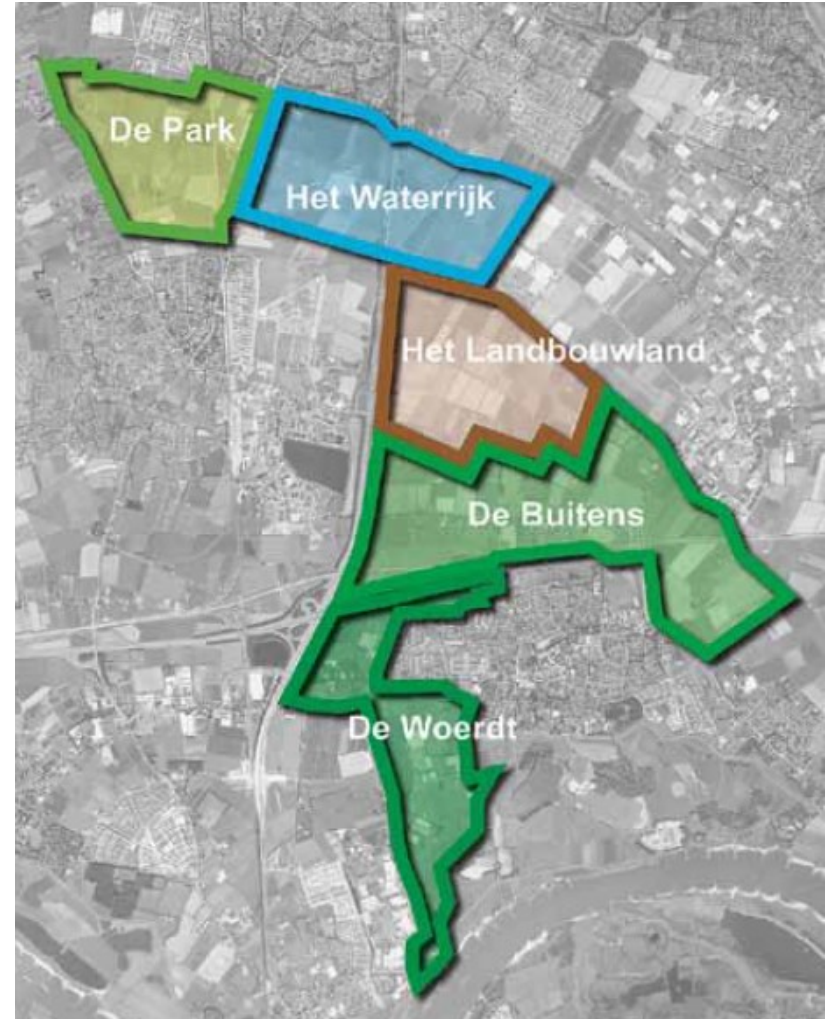 De Park
Het Waterrijk
Het Landbouwland
De Buitens
De Woerdt